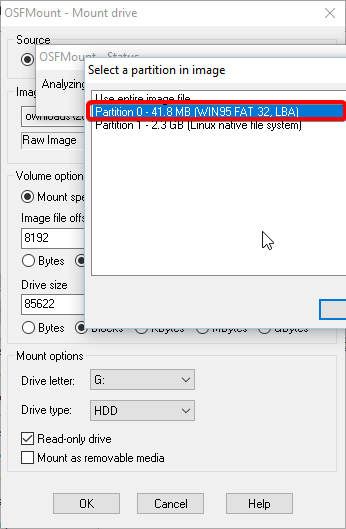 OSFMount - Mount drive
Source
OSFMount - Status
Analyzing
Select a partition in image
Use entire image file
Partition 0 - 41.8 MB (WIN95 FAT 32, LBA)
Partition 1 - 2.3 GB (Linux native file system)
Raw Image
Volume option
Mount spe
Image file offs
8192
Bytes
Drive size
85622
Bytes Blocks KBytes MBytes GBytes
Mount options
Drive letter: G:
Drive type: HDD
Read-only drive
Mount as removable media
OK Cancel Help